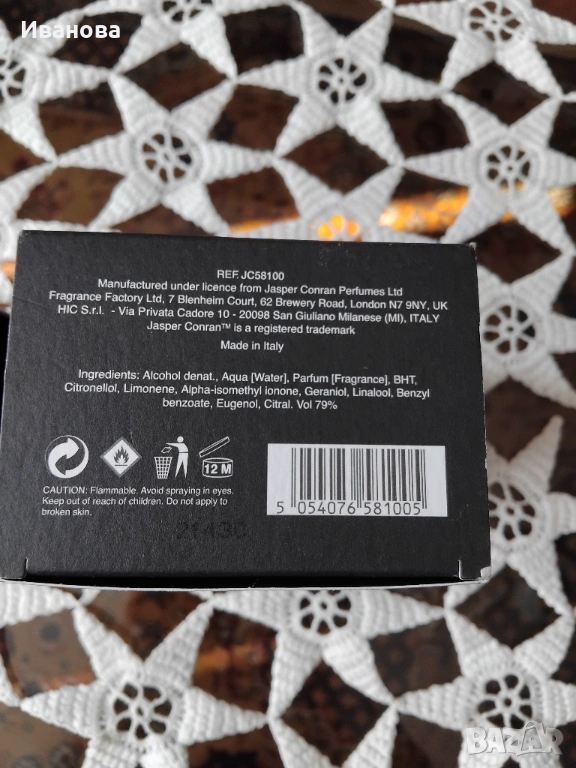 Иванова
REF. JC58100
Manufactured under licence from Jasper Conran Perfumes Ltd
Fragrance Factory Ltd, 7 Blenheim Court, 62 Brewery Road, London N7 9NY, UK
HIC S.r.l. - Via Privata Cadore 10 - 20098 San Giuliano Milanese (MI), ITALY
Jasper Conran™ is a registered trademark
Made in Italy
Ingredients: Alcohol denat., Aqua [Water], Parfum [Fragrance], BHT,
Citronellol, Limonene, Alpha-isomethyl ionone, Geraniol, Linalool, Benzyl
benzoate, Eugenol, Citral. Vol 79%
12 M
CAUTION: Flammable. Avoid spraying in eyes.
Keep out of reach of children. Do not apply to
broken skin.
5 054076 581005
BAZAR